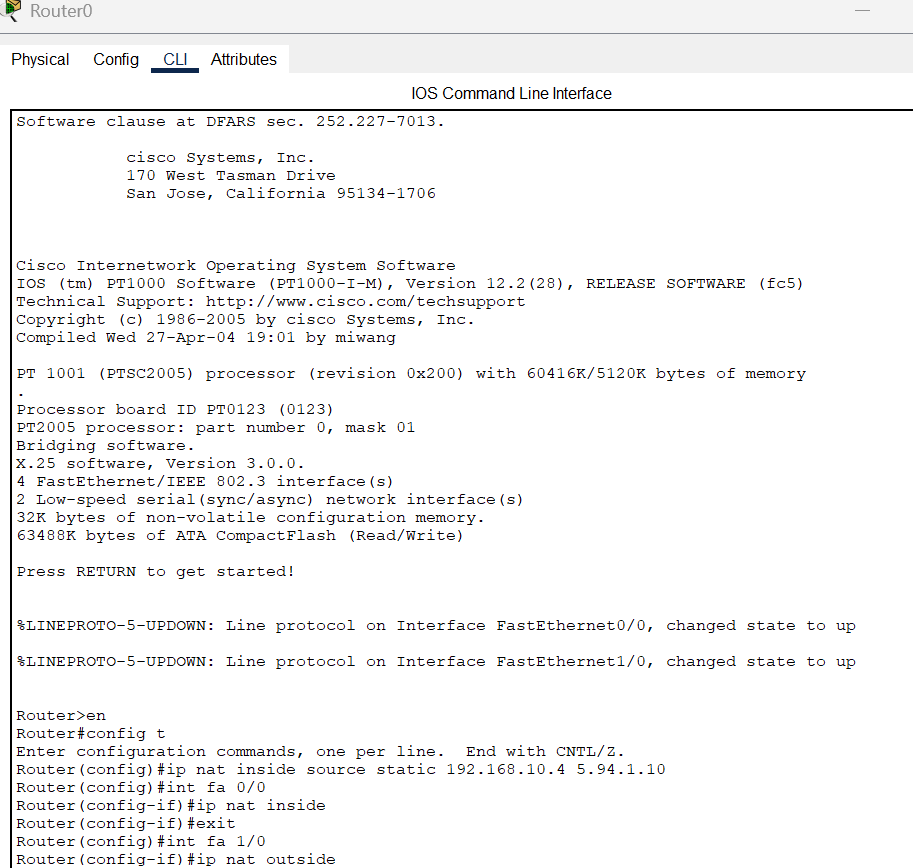 Router0
Physical Config CLI Attributes
IOS Command Line Interface
Software clause at DFARS sec. 252.227-7013.
cisco Systems, Inc.
170 West Tasman Drive
San Jose, California 95134-1706
Cisco Internetwork Operating System Software
IOS (tm) PT1000 Software (PT1000-I-M), Version 12.2(28), RELEASE SOFTWARE (fc5)
Technical Support: http://www.cisco.com/techsupport
Copyright (c) 1986-2005 by cisco Systems, Inc.
Compiled Wed 27-Apr-04 19:01 by miwang
PT 1001 (PTSC2005) processor (revision 0x200) with 60416K/5120K bytes of memory
.
Processor board ID PT0123 (0123)
PT2005 processor: part number 0, mask 01
Bridging software.
X.25 software, Version 3.0.0.
4 FastEthernet/IEEE 802.3 interface(s)
2 Low-speed serial(sync/async) network interface(s)
32K bytes of non-volatile configuration memory.
63488K bytes of ATA CompactFlash (Read/Write)
Press RETURN to get started!
%LINEPROTO-5-UPDOWN: Line protocol on Interface FastEthernet0/0, changed state to up
%LINEPROTO-5-UPDOWN: Line protocol on Interface FastEthernet1/0, changed state to up
Router>en
Router#config t
Enter configuration commands, one per line.  End with CNTL/Z.
Router(config)#ip nat inside source static 192.168.10.4 5.94.1.10
Router(config)#int fa 0/0
Router(config-if)#ip nat inside
Router(config-if)#exit
Router(config)#int fa 1/0
Router(config-if)#ip nat outside